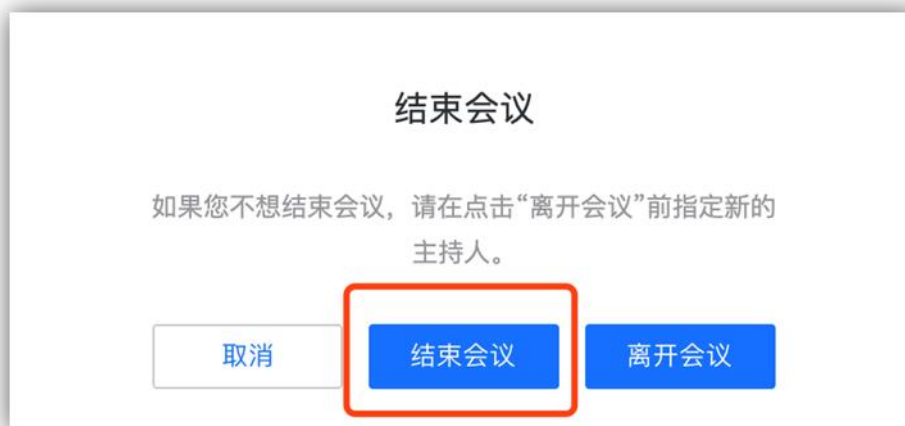 结束会议
如果您不想结束会议，请在点击“离开会议”前指定新的
主持人。
取消
结束会议
离开会议